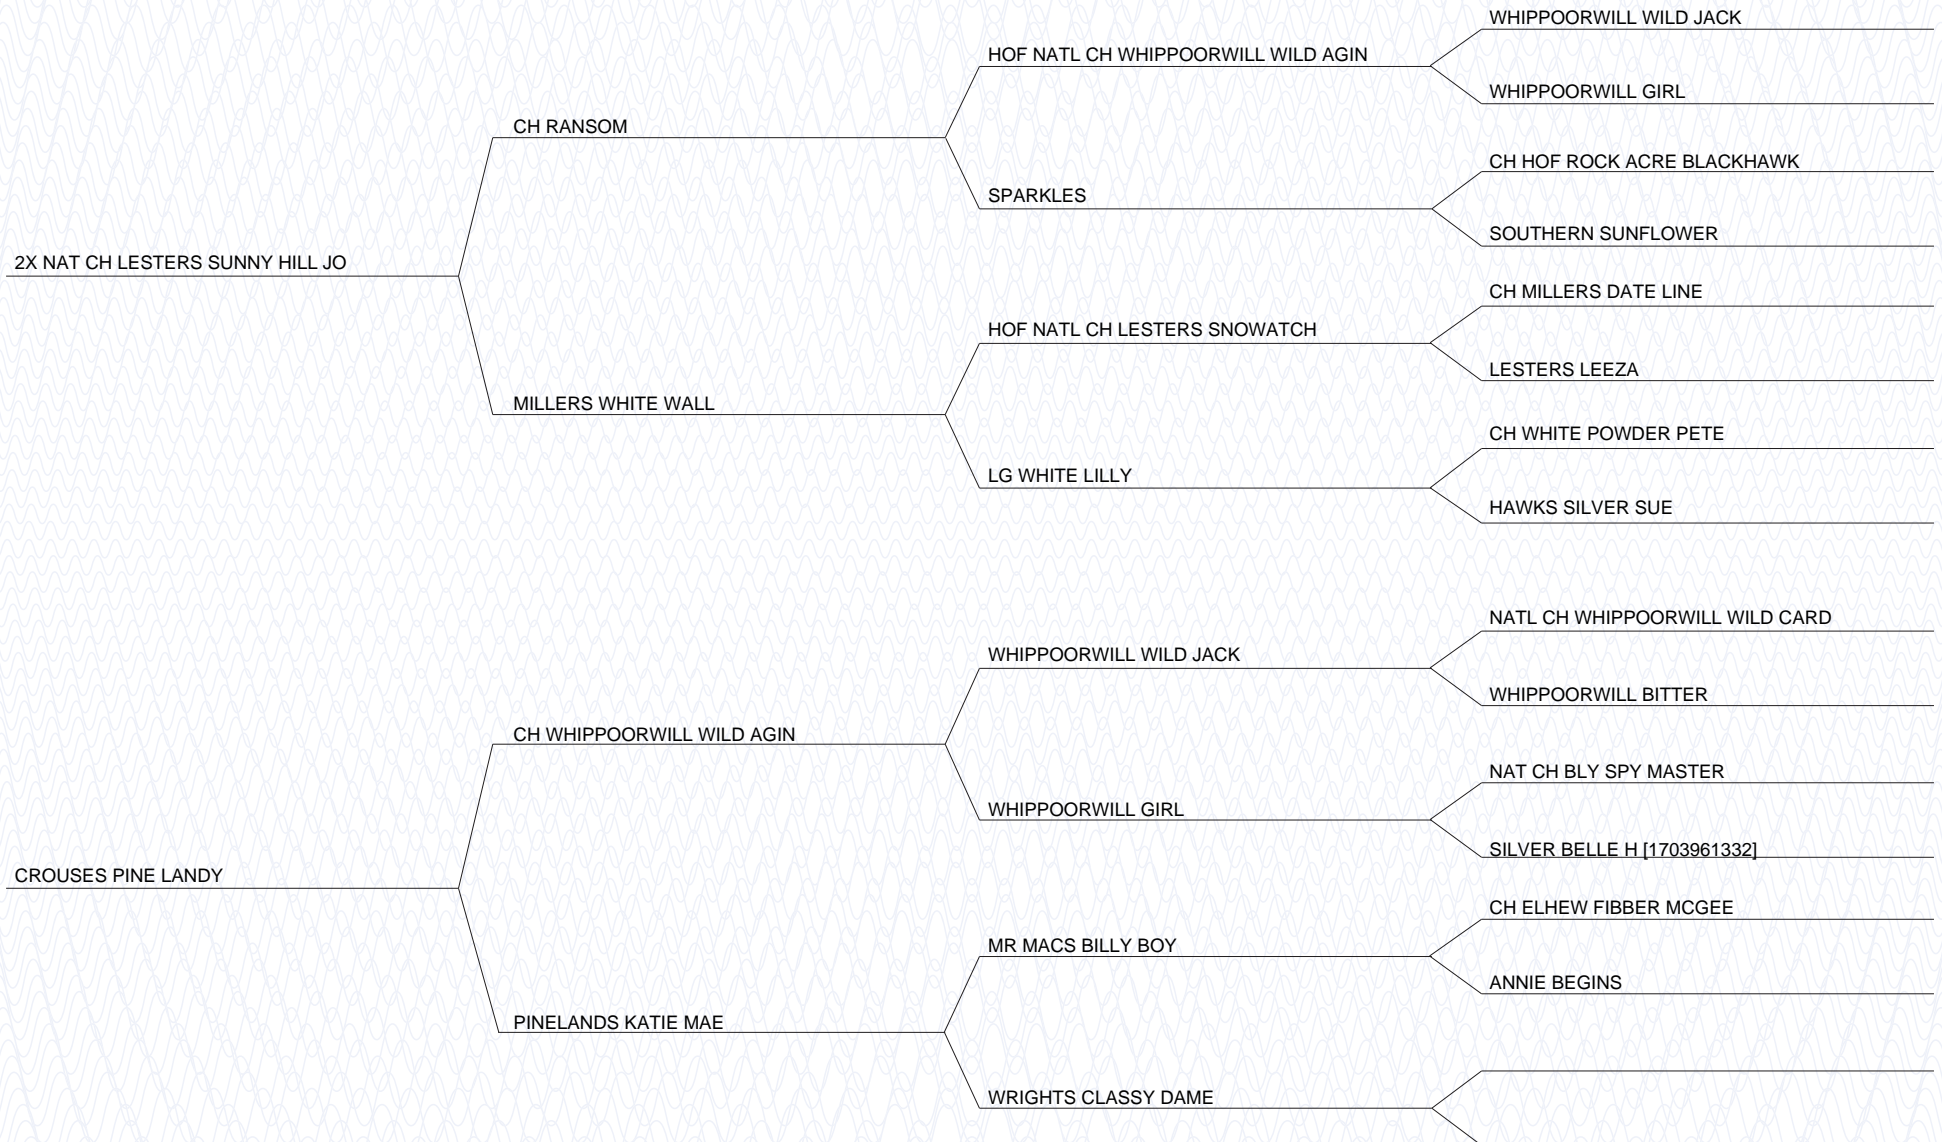 WHIPPOORWILL WILD JACK
HOF NATL CH WHIPPOORWILL WILD AGIN
WHIPPOORWILL GIRL
CH RANSOM
CH HOF ROCK ACRE BLACKHAWK
SPARKLES
SOUTHERN SUNFLOWER
2X NAT CH LESTERS SUNNY HILL JO
CH MILLERS DATE LINE
HOF NATL CH LESTERS SNOWATCH
LESTERS LEEZA
MILLERS WHITE WALL
CH WHITE POWDER PETE
LG WHITE LILLY
HAWKS SILVER SUE
NATL CH WHIPPOORWILL WILD CARD
WHIPPOORWILL WILD JACK
WHIPPOORWILL BITTER
CH WHIPPOORWILL WILD AGIN
NAT CH BLY SPY MASTER
WHIPPOORWILL GIRL
SILVER BELLE H [1703961332]
CROUSES PINE LANDY
CH ELHEW FIBBER MCGEE
MR MACS BILLY BOY
ANNIE BEGINS
PINELANDS KATIE MAE
WRIGHTS CLASSY DAME